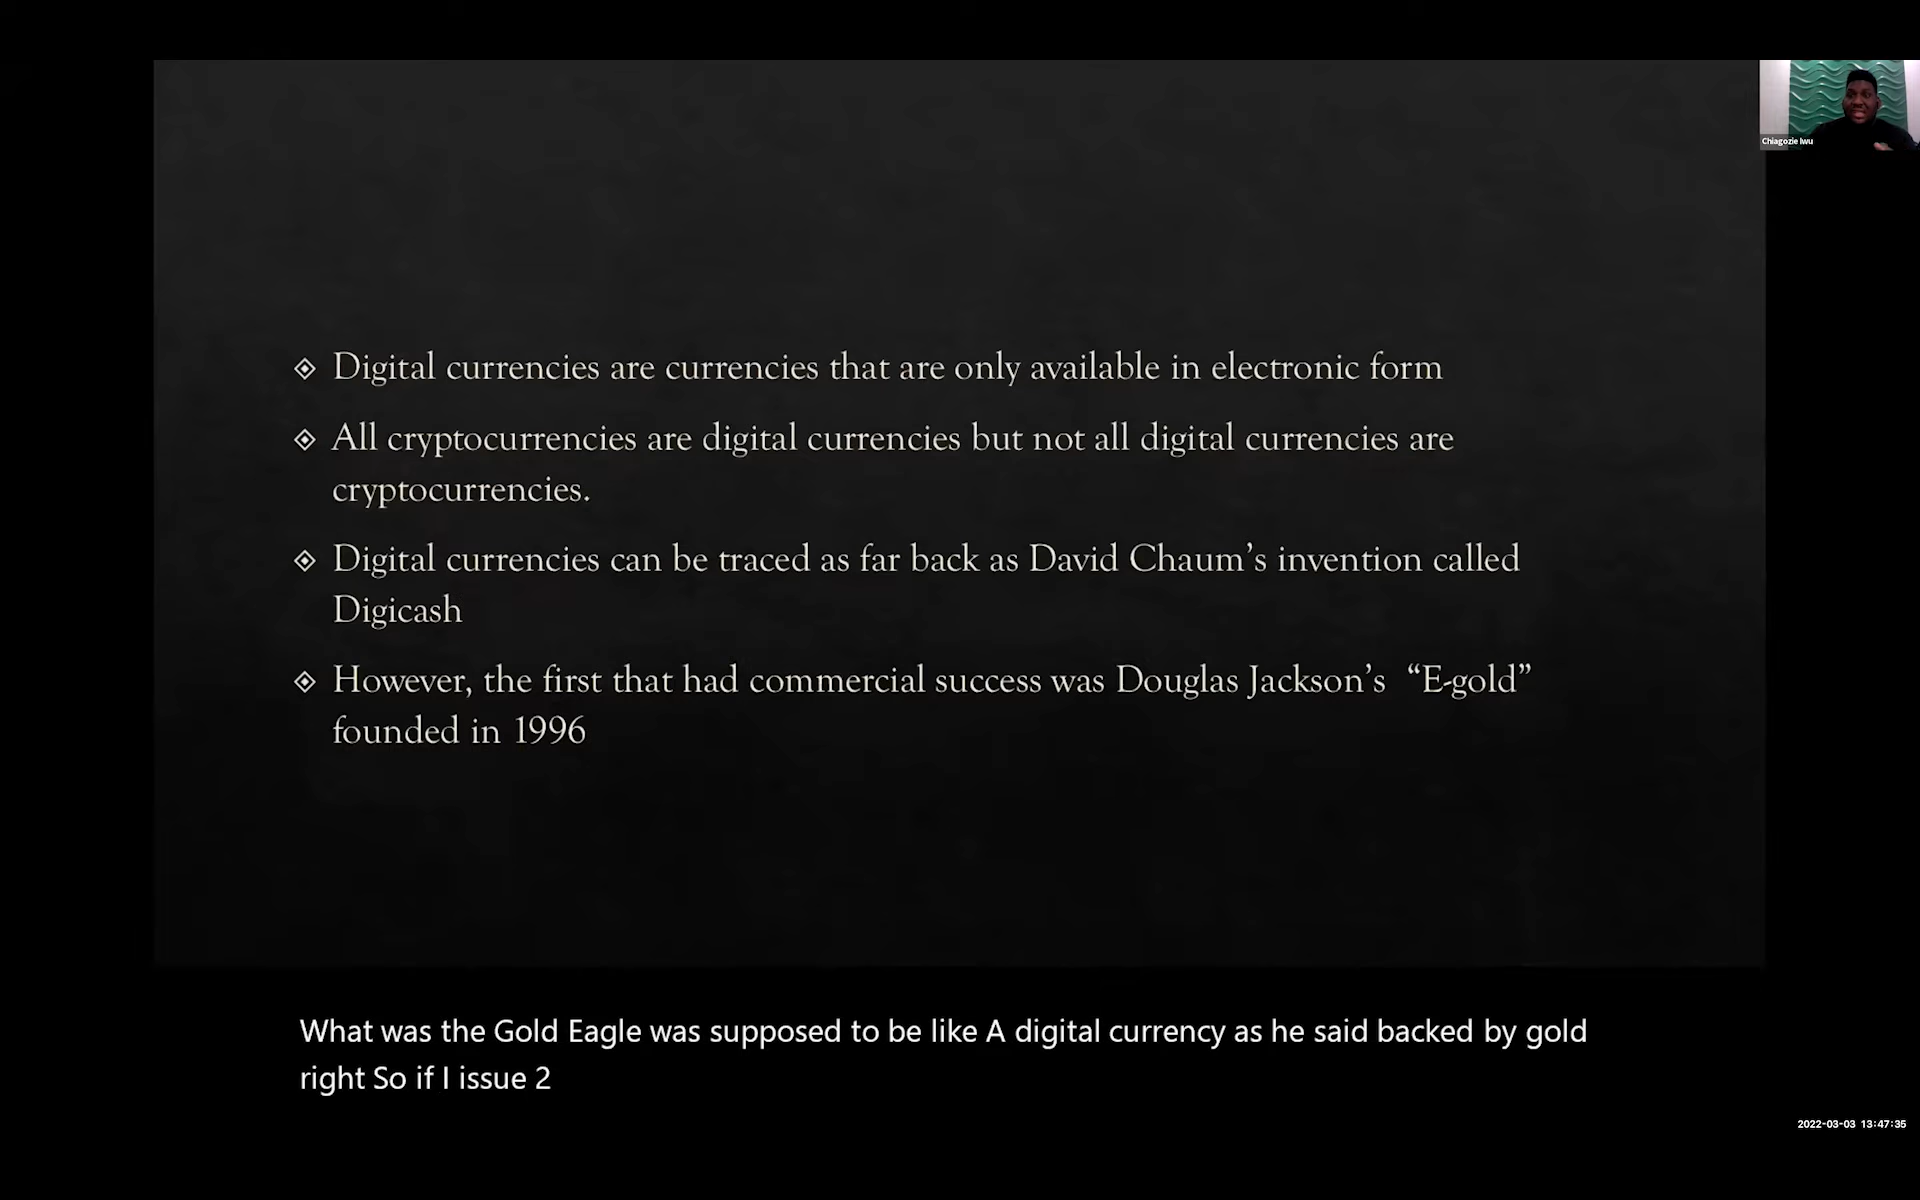 Chiagozie Iwu
Digital currencies are currencies that are only available in electronic form
All cryptocurrencies are digital currencies but not all digital currencies are
cryptocurrencies.
Digital currencies can be traced as far back as David Chaum’s invention called
Digicash
However, the first that had commercial success was Douglas Jackson’s “E-gold”
founded in 1996
What was the Gold Eagle was supposed to be like A digital currency as he said backed by gold
right So if I issue 2
2022-03-03 13:47:35